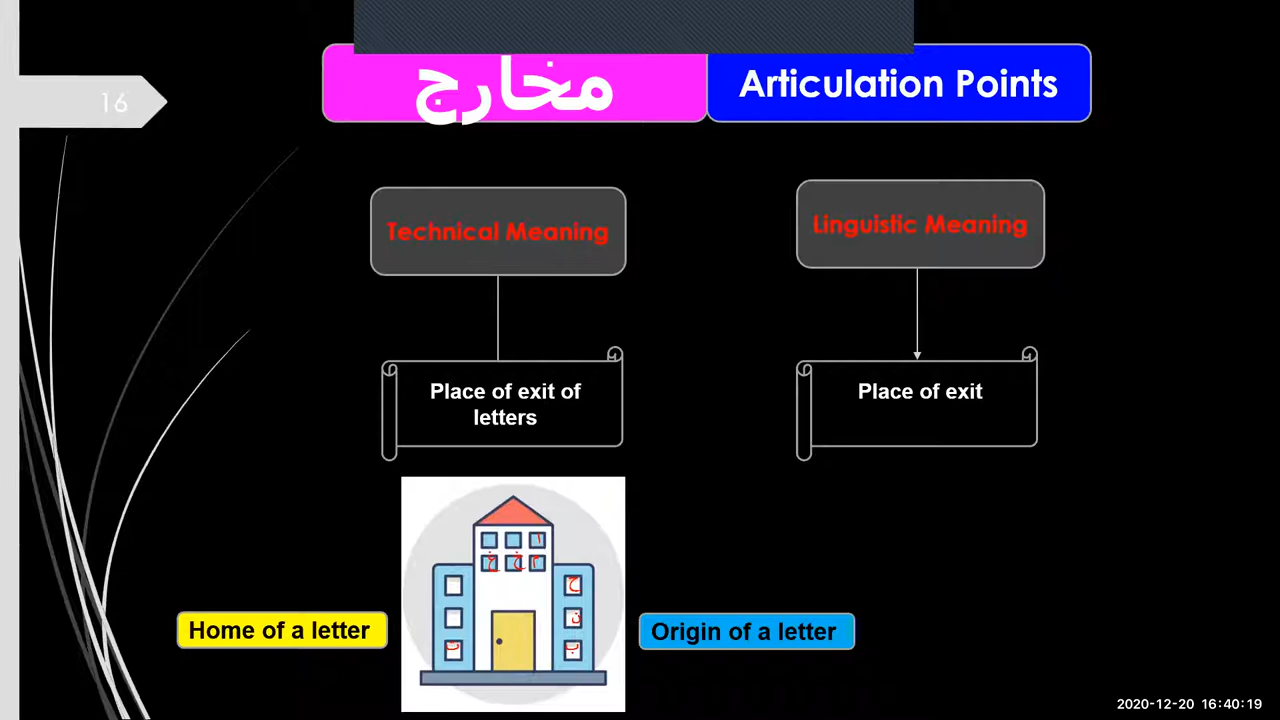 16
مخارج
Articulation Points
Technical Meaning
Linguistic Meaning
Place of exit of
letters
Place of exit
Home of a letter
Origin of a letter
2020-12-20 16:40:19